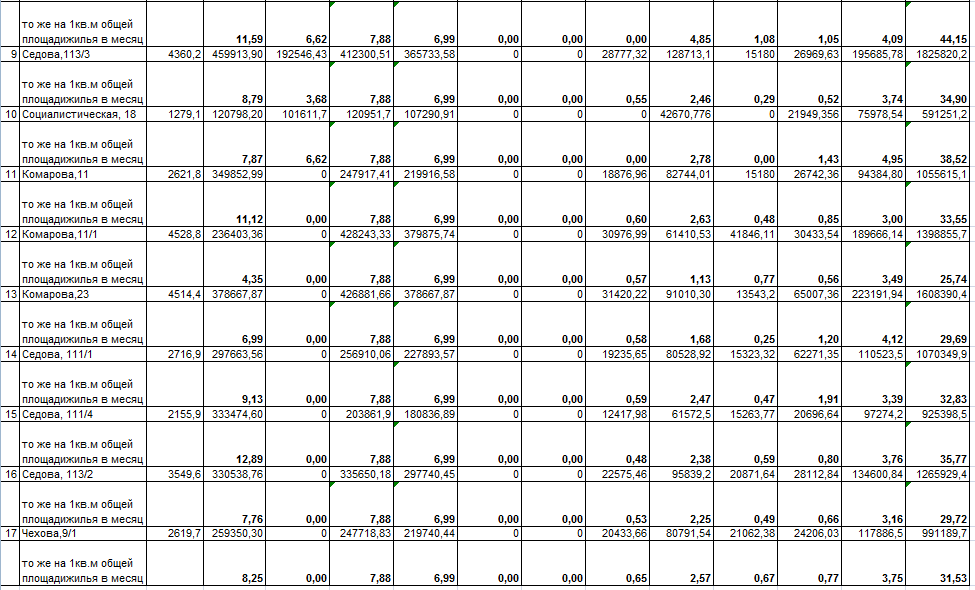 то же на 1кв.м общей
площадижилья в месяц 11,59 6,62 7,88 6,99 0,00 0,00 0,00 4,85 1,08 1,05 4,09 44,15
9 Седова,113/3 4360,2 459913,90 192546,43 412300,51 365733,58 0 0 28777,32 128713,1 15180 26969,63 195685,78 1825820,2
то же на 1кв.м общей
площадижилья в месяц 8,79 3,68 7,88 6,99 0,00 0,00 0,55 2,46 0,29 0,52 3,74 34,90
10 Социалистическая, 18 1279,1 120798,20 101611,7 120951,7 107290,91 0 0 0 42670,776 0 21949,356 75978,54 591251,2
то же на 1кв.м общей
площадижилья в месяц 7,87 6,62 7,88 6,99 0,00 0,00 0,00 2,78 0,00 1,43 4,95 38,52
11 Комарова,11 2621,8 349852,99 0 247917,41 219916,58 0 0 18876,96 82744,01 15180 26742,36 94384,80 1055615,1
то же на 1кв.м общей
площадижилья в месяц 11,12 0,00 7,88 6,99 0,00 0,00 0,60 2,63 0,48 0,85 3,00 33,55
12 Комарова,11/1 4528,8 236403,36 0 428243,33 379875,74 0 0 30976,99 61410,53 41846,11 30433,54 189666,14 1398855,7
то же на 1кв.м общей
площадижилья в месяц 4,35 0,00 7,88 6,99 0,00 0,00 0,57 1,13 0,77 0,56 3,49 25,74
13 Комарова,23 4514,4 378667,87 0 426881,66 378667,87 0 0 31420,22 91010,30 13543,2 65007,36 223191,94 1608390,4
то же на 1кв.м общей
площадижилья в месяц 6,99 0,00 7,88 6,99 0,00 0,00 0,58 1,68 0,25 1,20 4,12 29,69
14 Седова, 111/1 2716,9 297663,56 0 256910,06 227893,57 0 0 19235,65 80528,92 15323,32 62271,35 110523,5 1070349,9
то же на 1кв.м общей
площадижилья в месяц 9,13 0,00 7,88 6,99 0,00 0,00 0,59 2,47 0,47 1,91 3,39 32,83
15 Седова, 111/4 2155,9 333474,60 0 203861,9 180836,89 0 0 12417,98 61572,5 15263,77 20696,64 97274,2 925398,5
то же на 1кв.м общей
площадижилья в месяц 12,89 0,00 7,88 6,99 0,00 0,00 0,48 2,38 0,59 0,80 3,76 35,77
16 Седова, 113/2 3549,6 330538,76 0 335650,18 297740,45 0 0 22575,46 95839,2 20871,64 28112,84 134600,84 1265929,4
то же на 1кв.м общей
площадижилья в месяц 7,76 0,00 7,88 6,99 0,00 0,00 0,53 2,25 0,49 0,66 3,16 29,72
17 Чехова,9/1 2619,7 259350,30 0 247718,83 219740,44 0 0 20433,66 80791,54 21062,38 24206,03 117886,5 991189,7
то же на 1кв.м общей
площадижилья в месяц 8,25 0,00 7,88 6,99 0,00 0,00 0,65 2,57 0,67 0,77 3,75 31,53